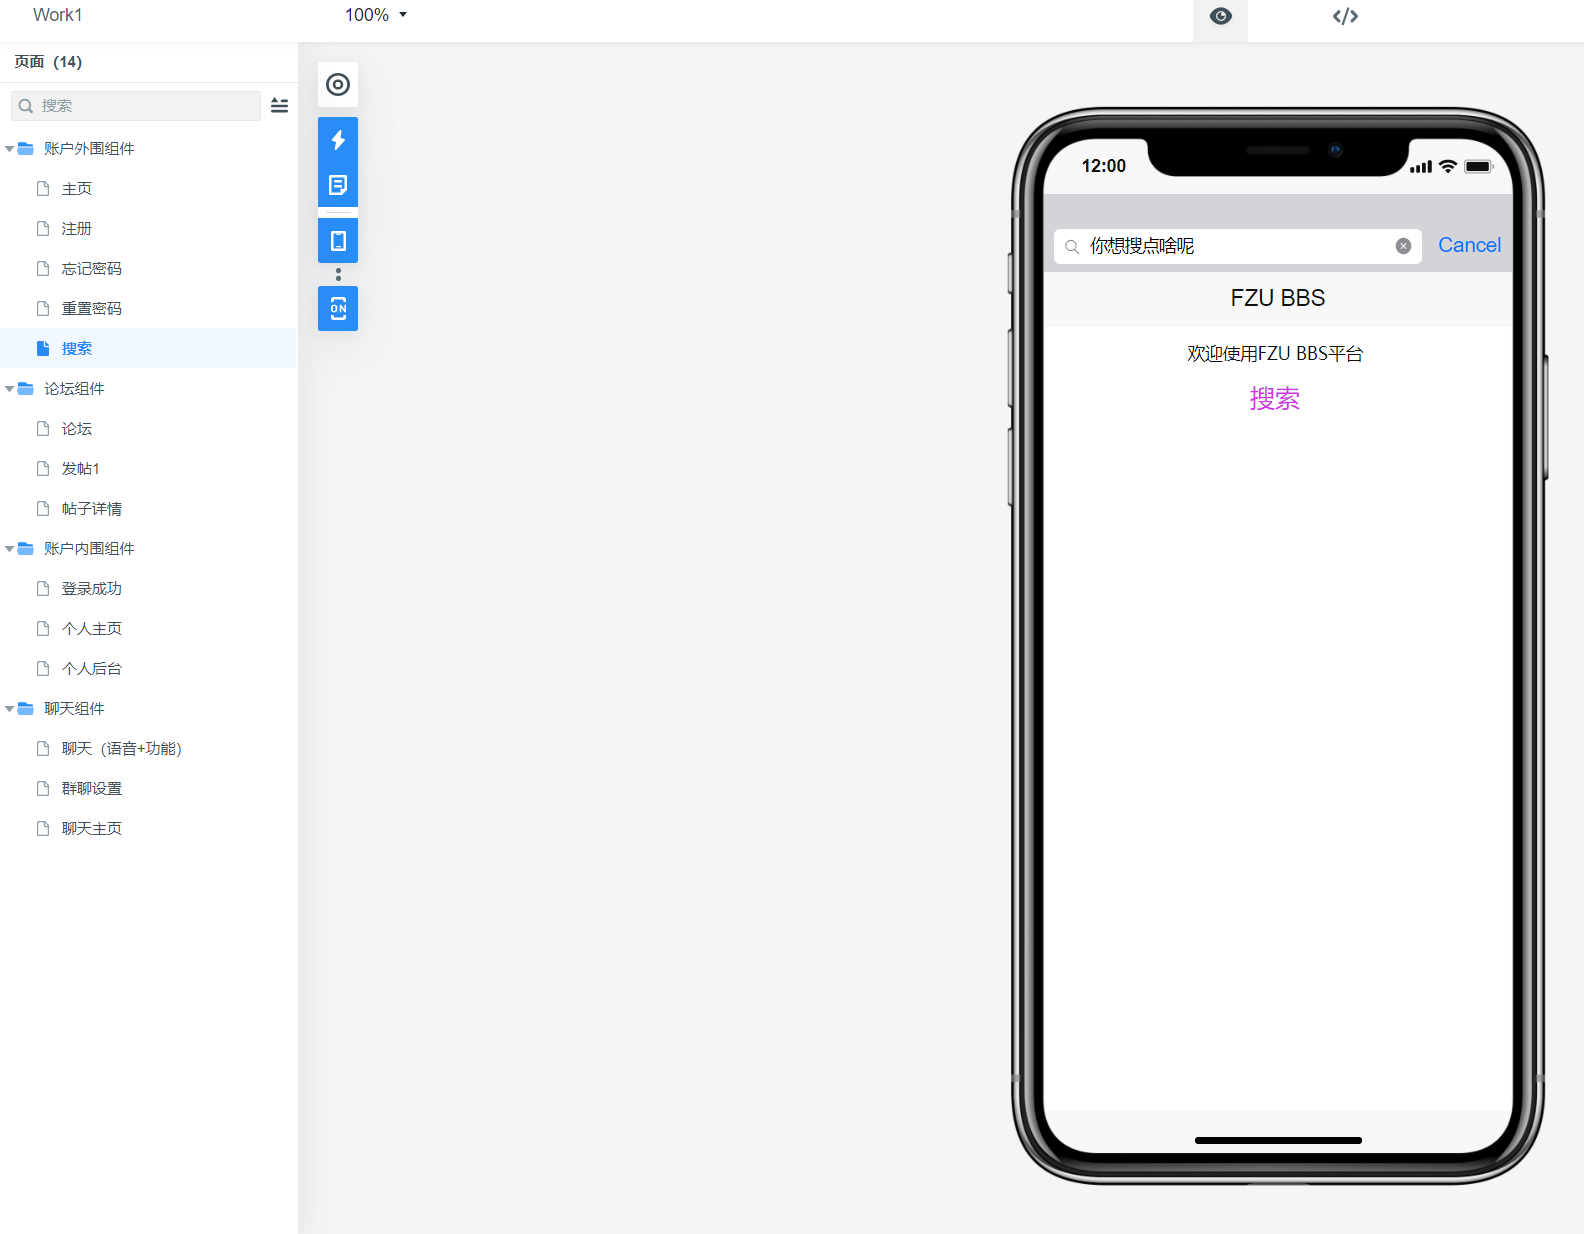 Work1
100%
页面（14）
搜索
账户外围组件
主页
注册
忘记密码
重置密码
搜索
论坛组件
论坛
发帖1
帖子详情
账户内围组件
登录成功
个人主页
个人后台
聊天组件
聊天（语音+功能）
群聊设置
聊天主页
ON
12:00
你想搜点啥呢
Cancel
FZU BBS
欢迎使用FZU BBS平台
搜索